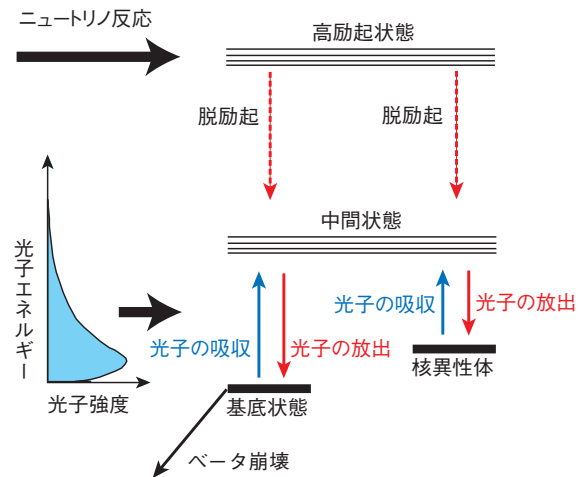 ニュートリノ反応
高励起状態
脱励起
脱励起
中間状態
光子エネルギー
光子の吸収
光子の放出
光子の吸収
光子の放出
核異性体
光子強度
基底状態
ベータ崩壊